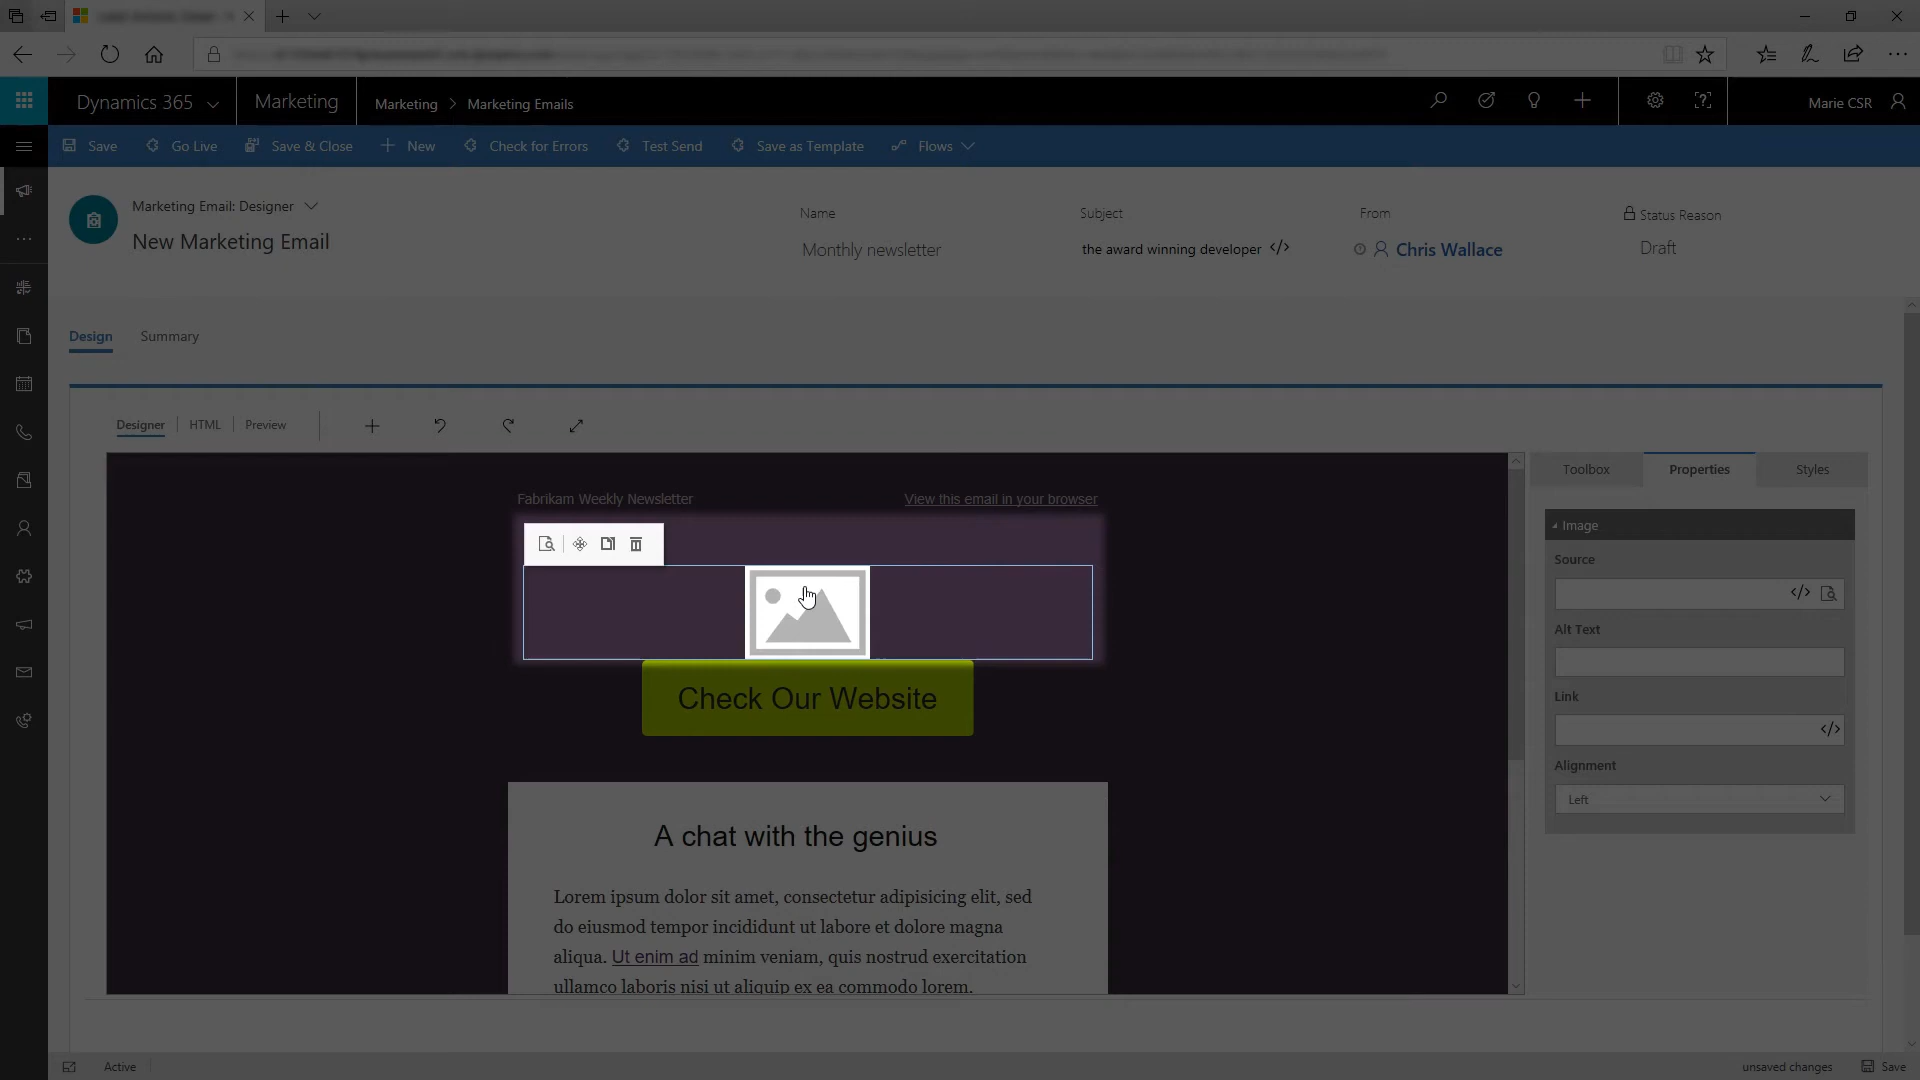 Dynamics 365
Marketing
Marketing > Marketing Emails
Marie CSR
Save
Go Live
Save & Close
New
Check for Errors
Test Send
Save as Template
Flows
Marketing Email: Designer
New Marketing Email
Name
Monthly newsletter
Subject
the award winning developer </>
From
Chris Wallace
Status Reason
Draft
Design
Summary
Designer
HTML
Preview
Toolbox
Properties
Styles
Fabrikam Weekly Newsletter
View this email in your browser
Check Our Website
A chat with the genius
Lorem ipsum dolor sit amet, consectetur adipisicing elit, sed
do eiusmod tempor incididunt ut labore et dolore magna
aliqua. Ut enim ad minim veniam, quis nostrud exercitation
ullamco laboris nisi ut aliquip ex ea commodo lorem.
Image
Source
</>
Alt Text
Link
</>
Alignment
Left
Active
unsaved changes
Save